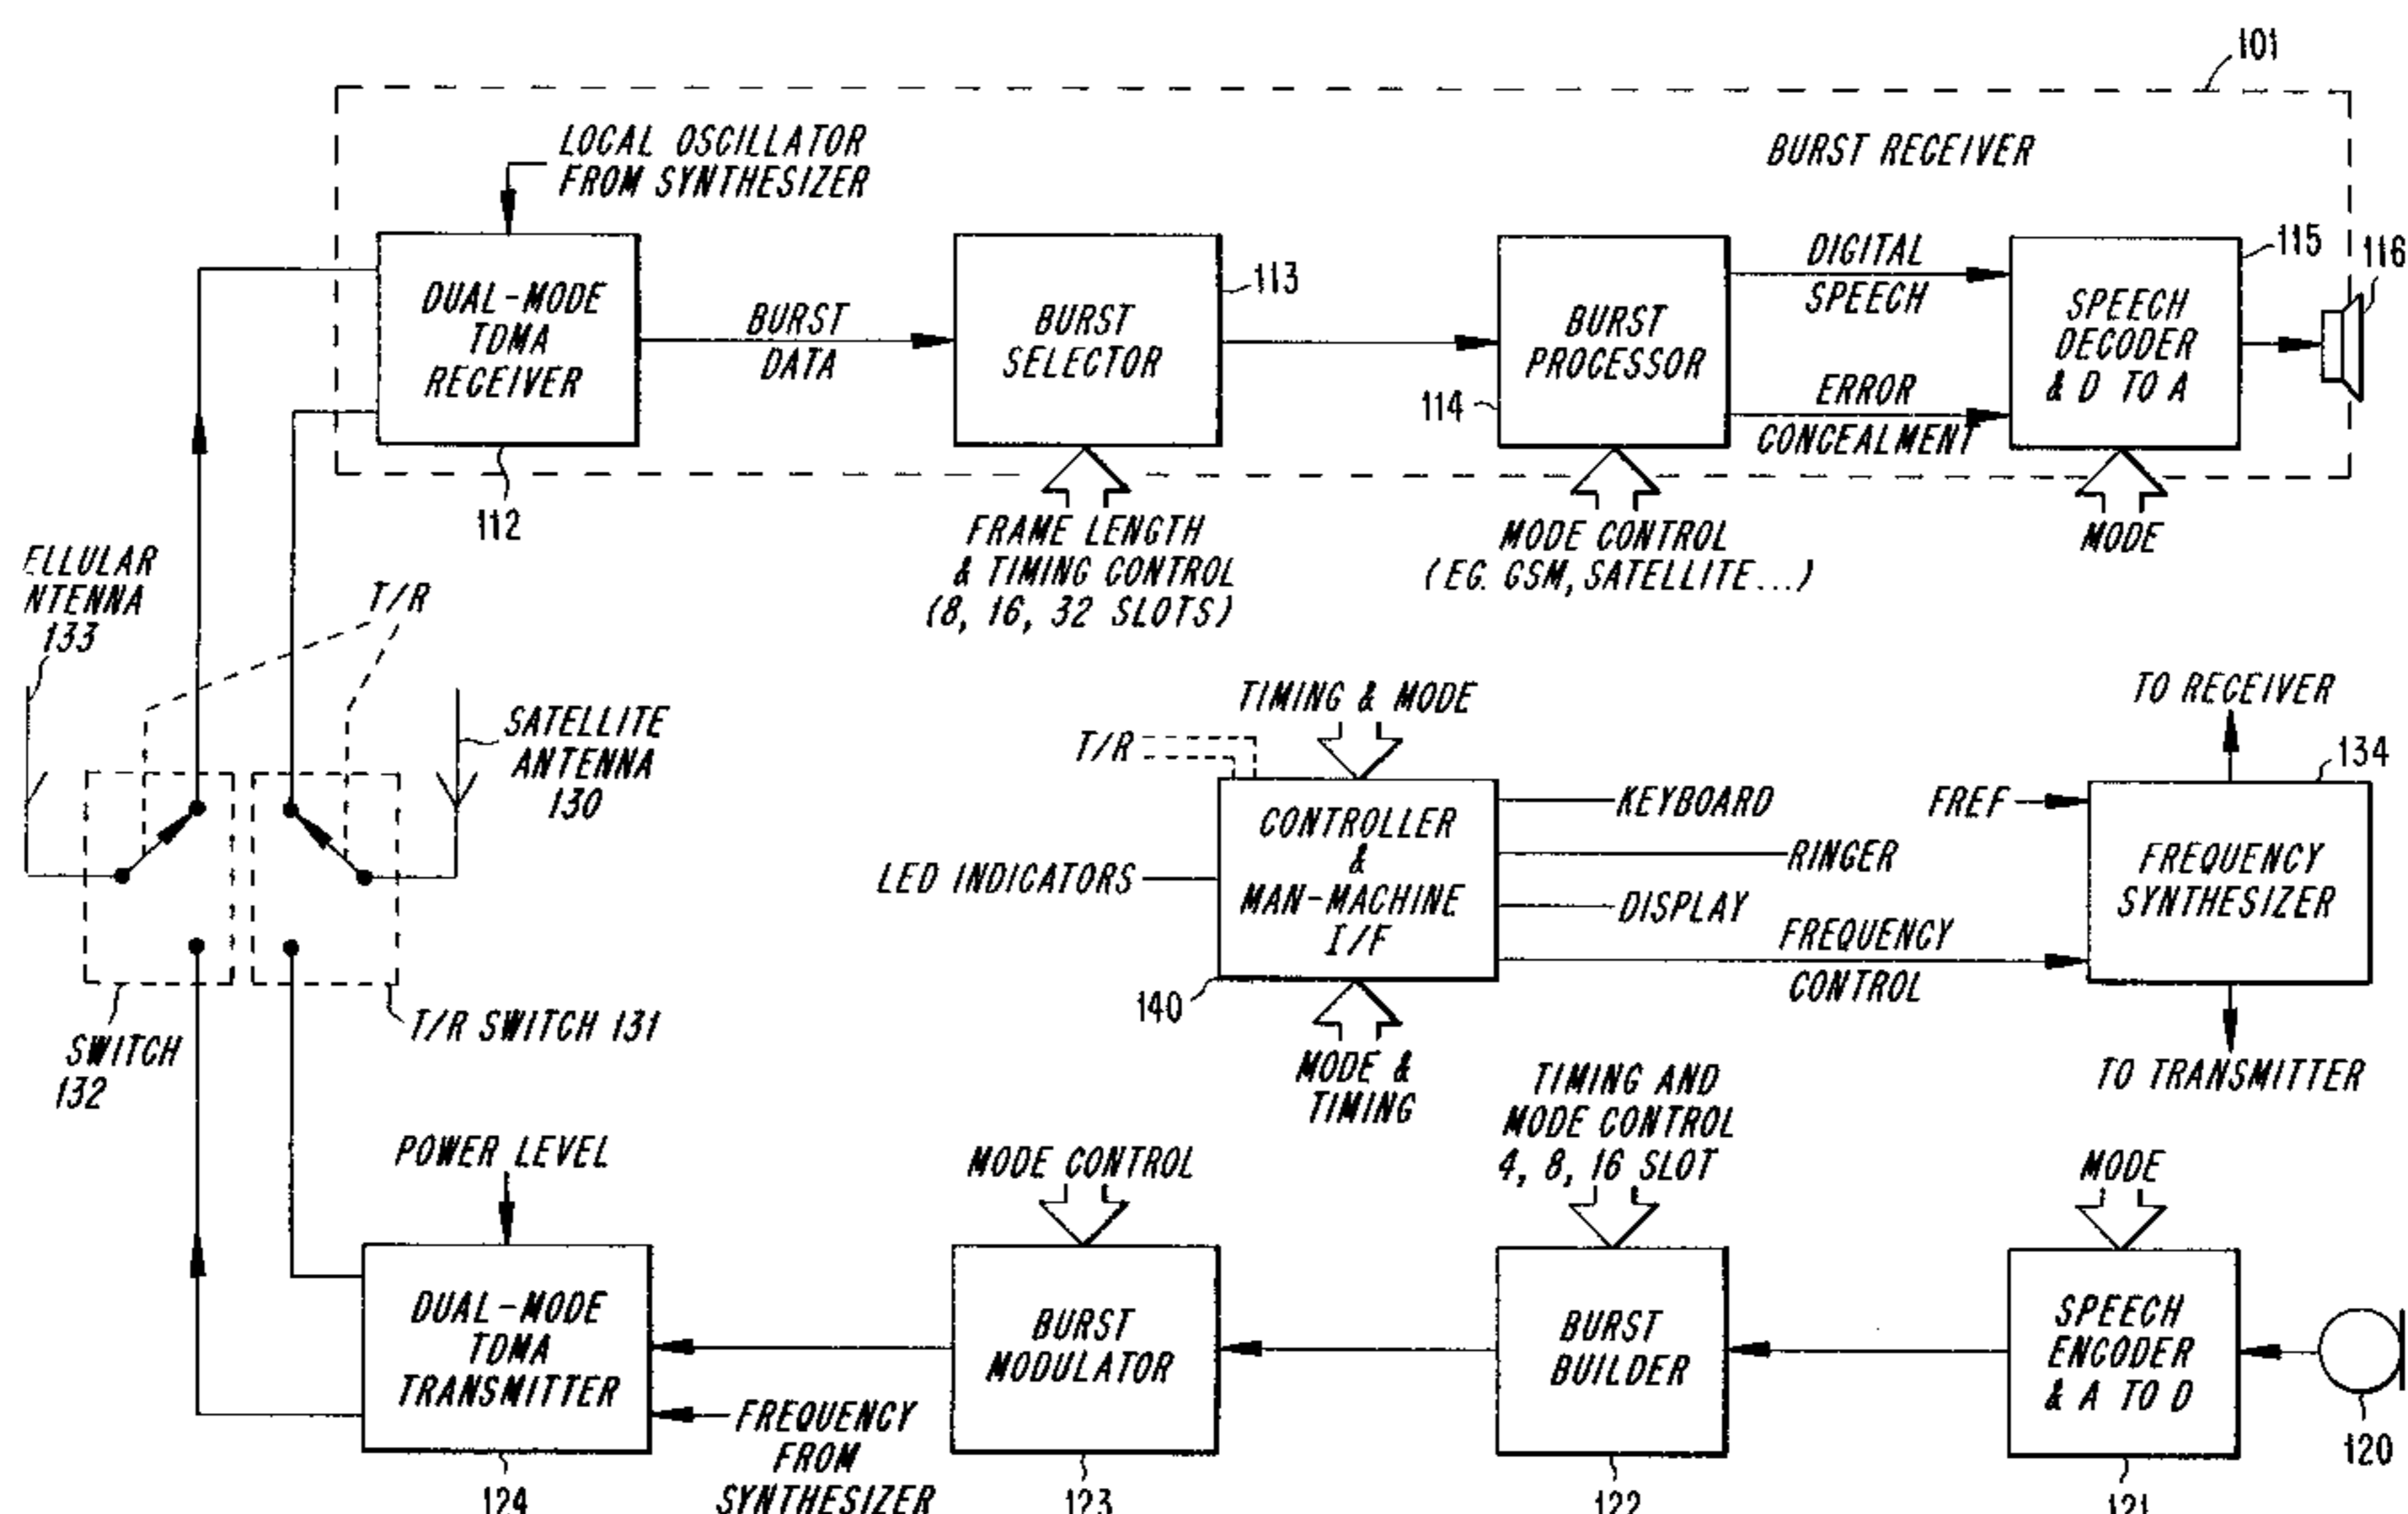 101
BURST RECEIVER
LOCAL OSCILLATOR
FROM SYNTHESIZER
DUAL-MODE
TDMA
RECEIVER
112
BURST
DATA
BURST
SELECTOR
113
BURST
PROCESSOR
114
DIGITAL
SPEECH
ERROR
CONCEALMENT
SPEECH
DECODER
& D TO A
115
116
FRAME LENGTH
& TIMING CONTROL
(8, 16, 32 SLOTS)
MODE CONTROL
(EG. GSM, SATELLITE...)
MODE
ELLULAR
NTENNA
133
T/R
SATELLITE
ANTENNA
130
SWITCH
132
T/R SWITCH 131
TIMING & MODE
T/R
CONTROLLER
&
MAN-MACHINE
I/F
140
LED INDICATORS
KEYBOARD
RINGER
DISPLAY
FREQUENCY
CONTROL
MODE &
TIMING
TO RECEIVER
134
FREF
FREQUENCY
SYNTHESIZER
TO TRANSMITTER
POWER LEVEL
DUAL-MODE
TDMA
TRANSMITTER
124
FREQUENCY
FROM
SYNTHESIZER
MODE CONTROL
BURST
MODULATOR
123
TIMING AND
MODE CONTROL
4, 8, 16 SLOT
BURST
BUILDER
122
MODE
SPEECH
ENCODER
& A TO D
121
120